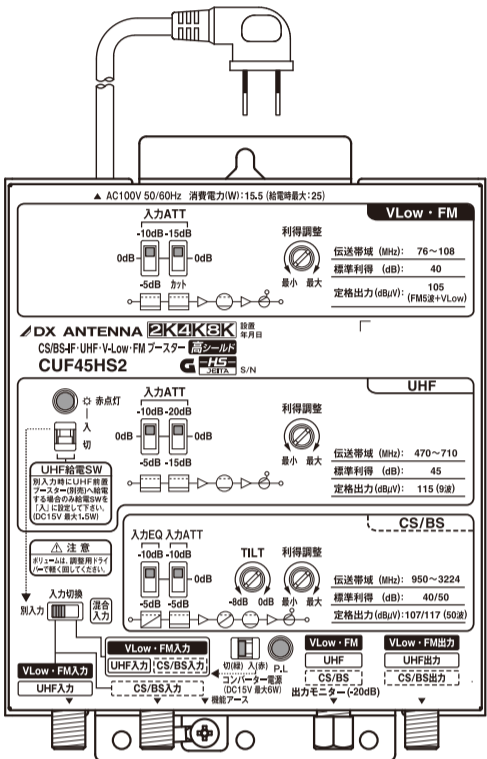 ▲ AC100V 50/60Hz 消費電力(W):15.5 (給電時最大:25)
VLow・FM
入力ATT
-10dB -15dB
0dB
0dB
-5dB カット
利得調整
最小 最大
伝送帯域 (MHz): 76〜108
標準利得 (dB): 40
定格出力(dBμV): 105
(FM5波+VLow)
DX ANTENNA 2K4K8K 設置年月日
CS/BS-IF・UHF・V-Low・FM ブースター 高シールド
CUF45HS2
G HS JEITA S/N
UHF
赤点灯
入
切
UHF給電SW
別入力時にUHF前置
ブースター(別売)へ給電
する場合のみ給電SWを
「入」に設定して下さい。
(DC15V 最大1.5W)
入力ATT
-10dB -20dB
0dB
0dB
-5dB -15dB
利得調整
最小 最大
伝送帯域 (MHz): 470〜710
標準利得 (dB): 45
定格出力(dBμV): 115 (9波)
CS/BS
入力EQ 入力ATT
-10dB -10dB
0dB
-5dB -5dB
TILT
-8dB 0dB
利得調整
最小 最大
伝送帯域 (MHz): 950〜3224
標準利得 (dB): 40/50
定格出力(dBμV): 107/117 (50波)
注意
ボリュームは、調整用ドライ
バーで軽く回してください。
入力切換
別入力
混合入力
VLow・FM入力
UHF入力 CS/BS入力
VLow・FM入力
UHF入力
CS/BS入力
切(緑) 入(赤) P.L
コンバーター電源
(DC15V 最大6W)
機能アース
VLow・FM
UHF
CS/BS
出力モニター(-20dB)
VLow・FM出力
UHF出力
CS/BS出力